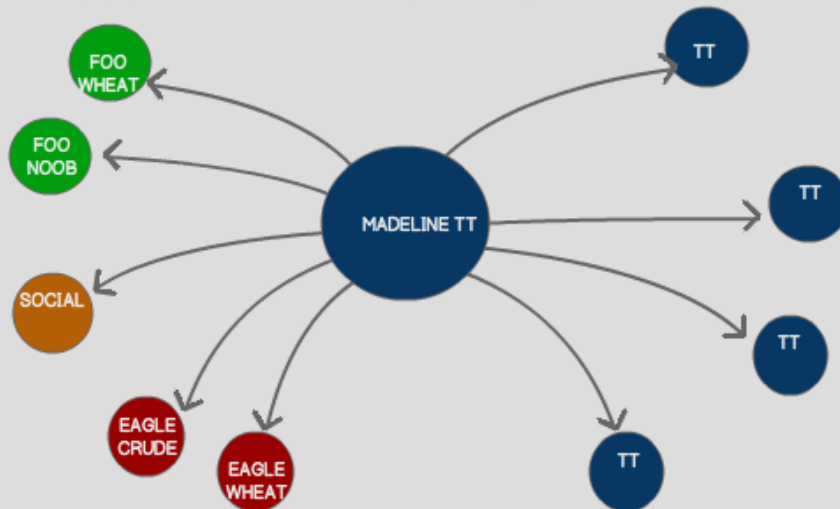 FOO
WHEAT
TT
FOO
NOOB
TT
MADELINE TT
SOCIAL
TT
EAGLE
CRUDE
EAGLE
WHEAT
TT